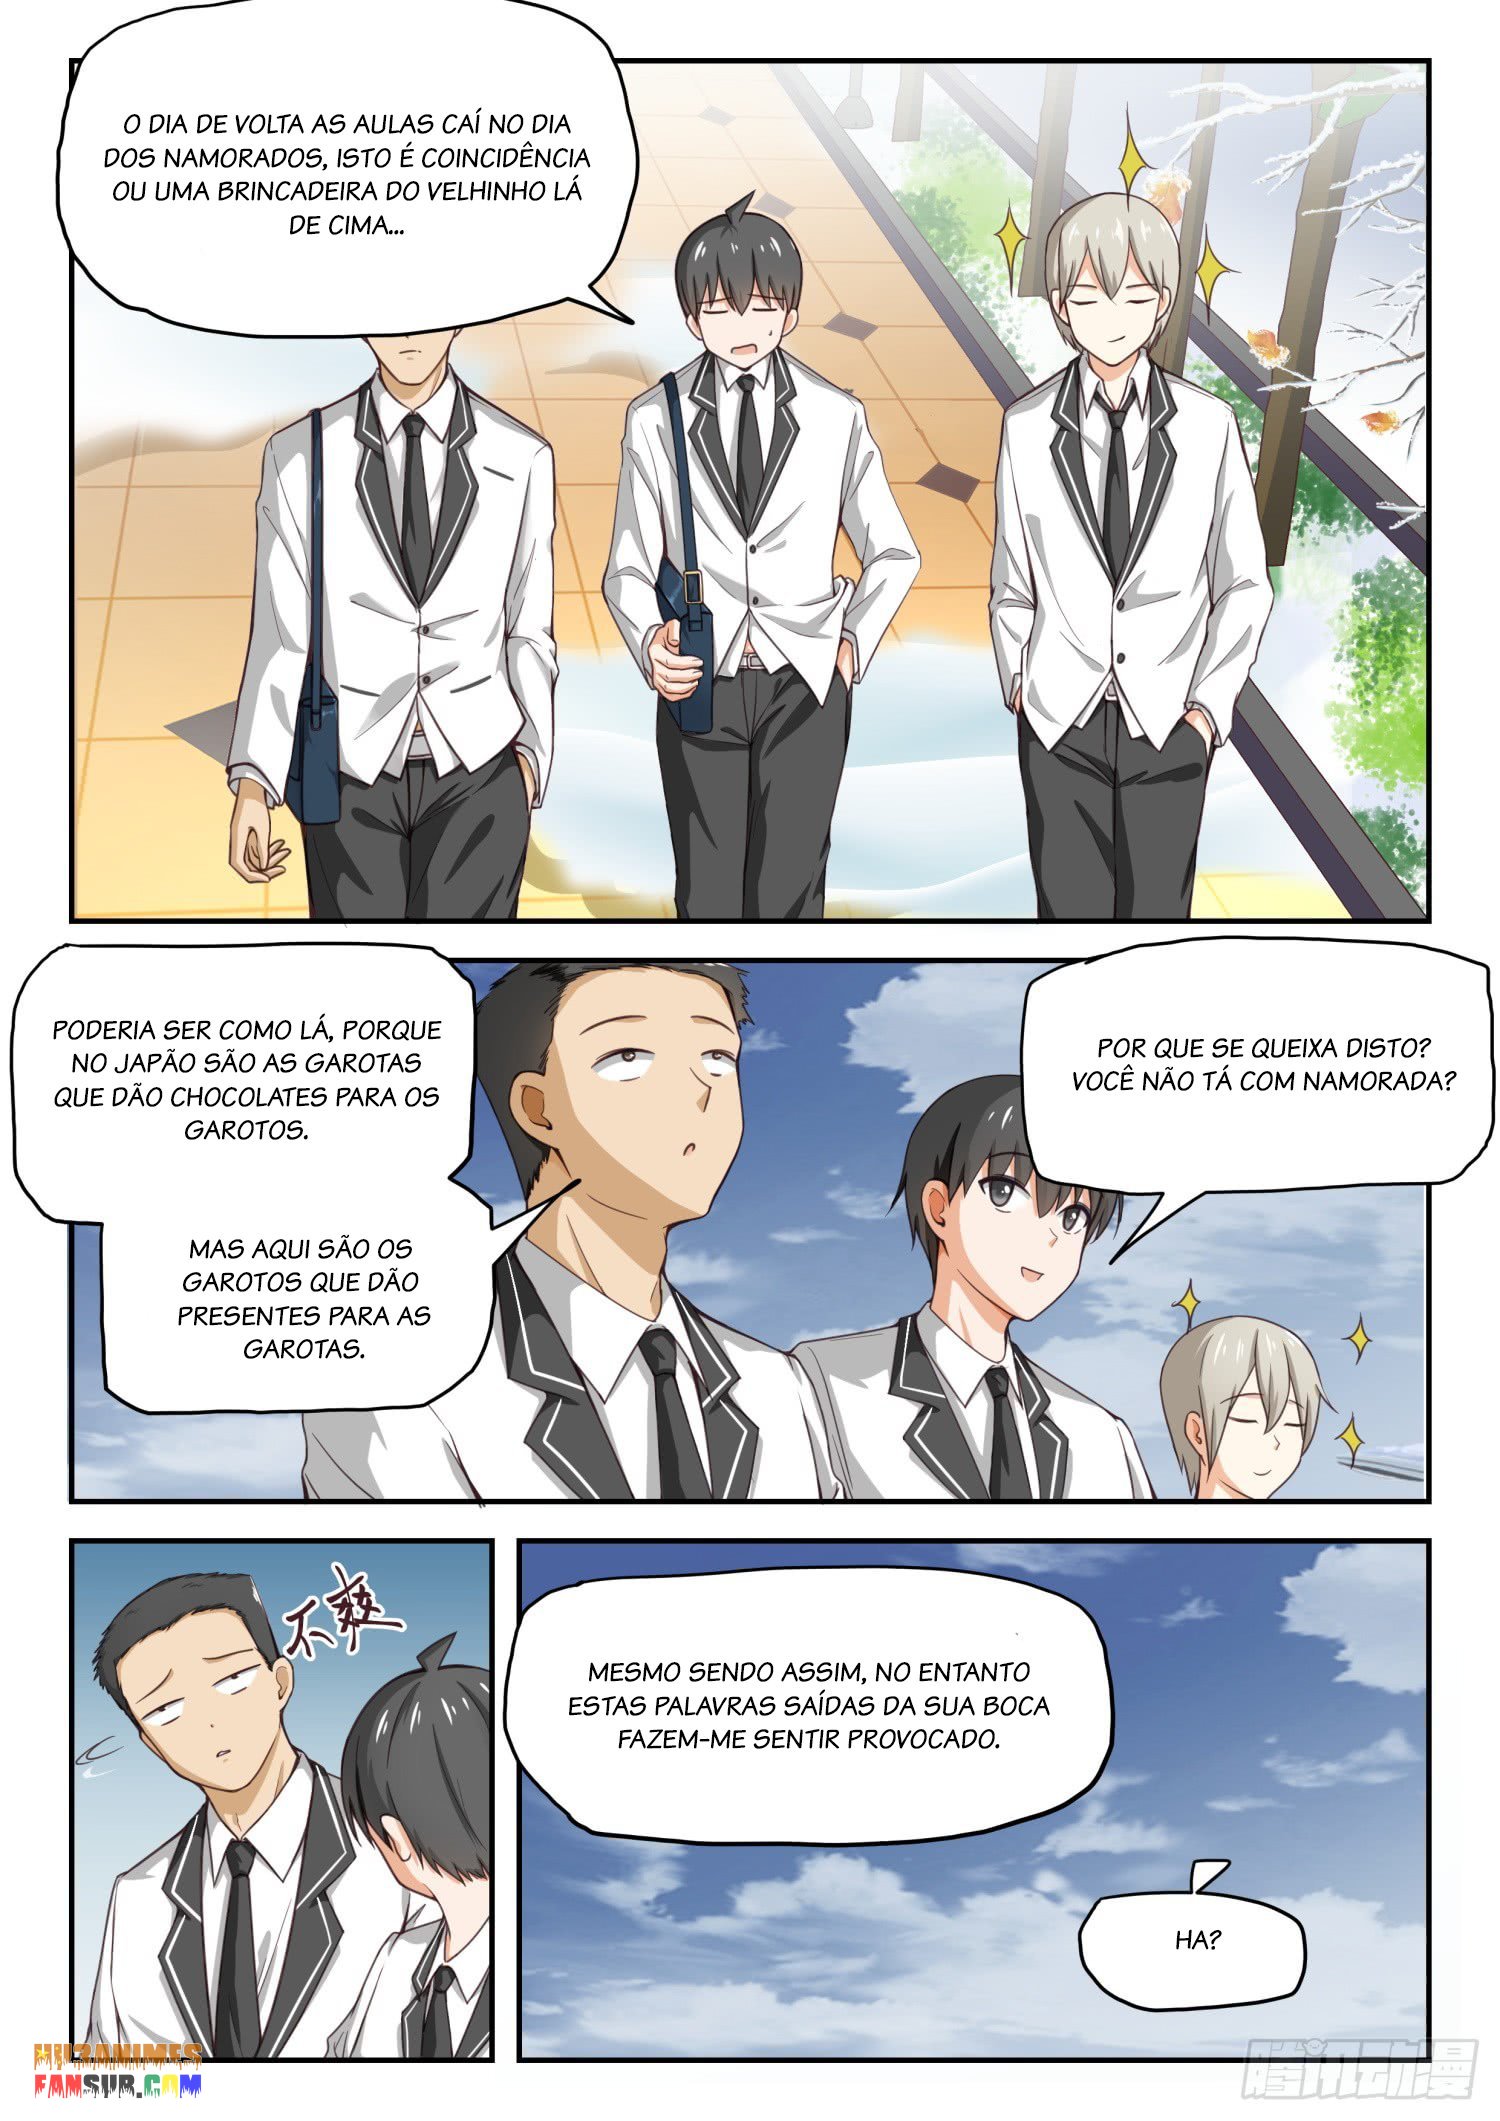 O DIA DE VOLTA AS AULAS CAÍ NO DIA
DOS NAMORADOS, ISTO É COINCIDÊNCIA
OU UMA BRINCADEIRA DO VELHINHO LÁ
DE CIMA...
PODERIA SER COMO LÁ, PORQUE
NO JAPÃO SÃO AS GAROTAS
QUE DÃO CHOCOLATES PARA OS
GAROTOS.
MAS AQUI SÃO OS
GAROTOS QUE DÃO
PRESENTES PARA AS
GAROTAS.
POR QUE SE QUEIXA DISTO?
VOCÊ NÃO TÁ COM NAMORADA?
不爽
MESMO SENDO ASSIM, NO ENTANTO
ESTAS PALAVRAS SAÍDAS DA SUA BOCA
FAZEM-ME SENTIR PROVOCADO.
HA?
HU3ANIMES
FANSUB.COM
腾讯动漫